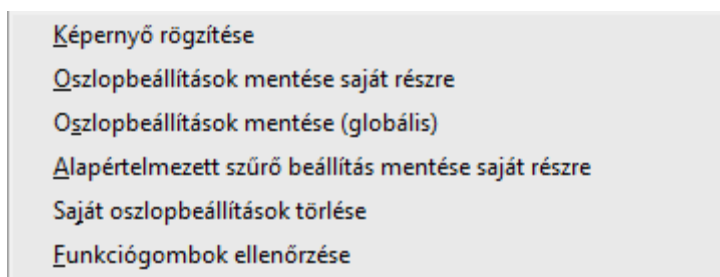 Képernyő rögzítése
Oszlopbeállítások mentése saját részre
Oszlopbeállítások mentése (globális)
Alapértelmezett szűrő beállítás mentése saját részre
Saját oszlopbeállítások törlése
Funkciógombok ellenőrzése